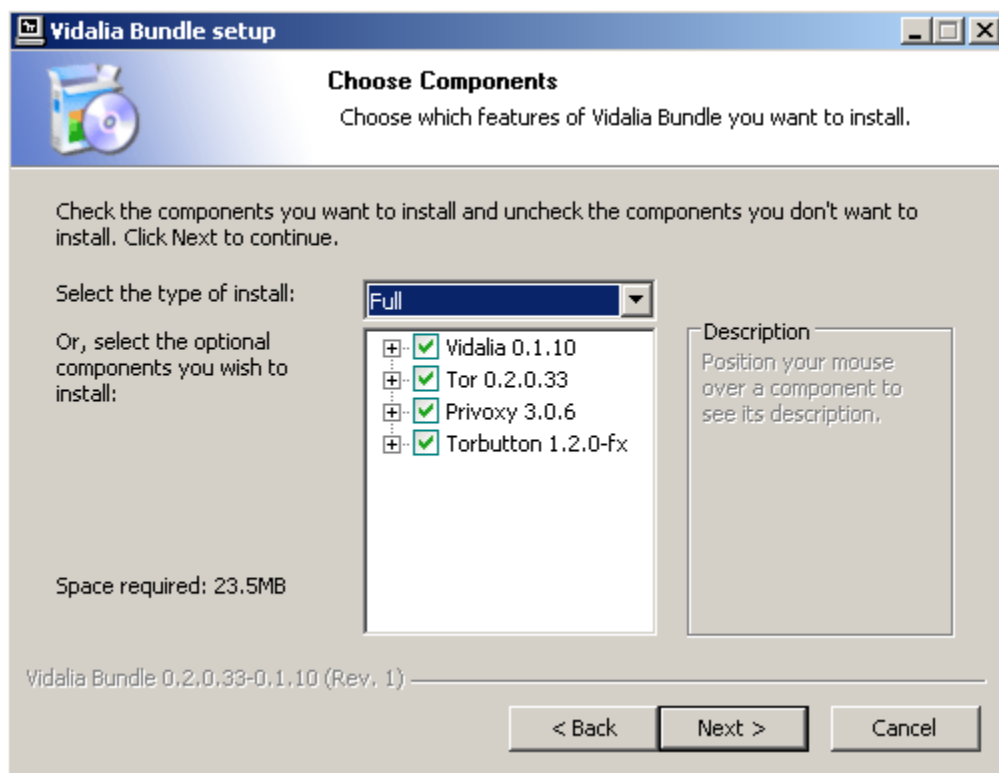 Vidalia Bundle setup
Choose Components
Choose which features of Vidalia Bundle you want to install.
Check the components you want to install and uncheck the components you don't want to
install. Click Next to continue.
Select the type of install:
Full
Or, select the optional
components you wish to
install:
Vidalia 0.1.10
Tor 0.2.0.33
Privoxy 3.0.6
Torbutton 1.2.0-fx
Description
Position your mouse
over a component to
see its description.
Space required: 23.5MB
Vidalia Bundle 0.2.0.33-0.1.10 (Rev. 1)
< Back
Next >
Cancel